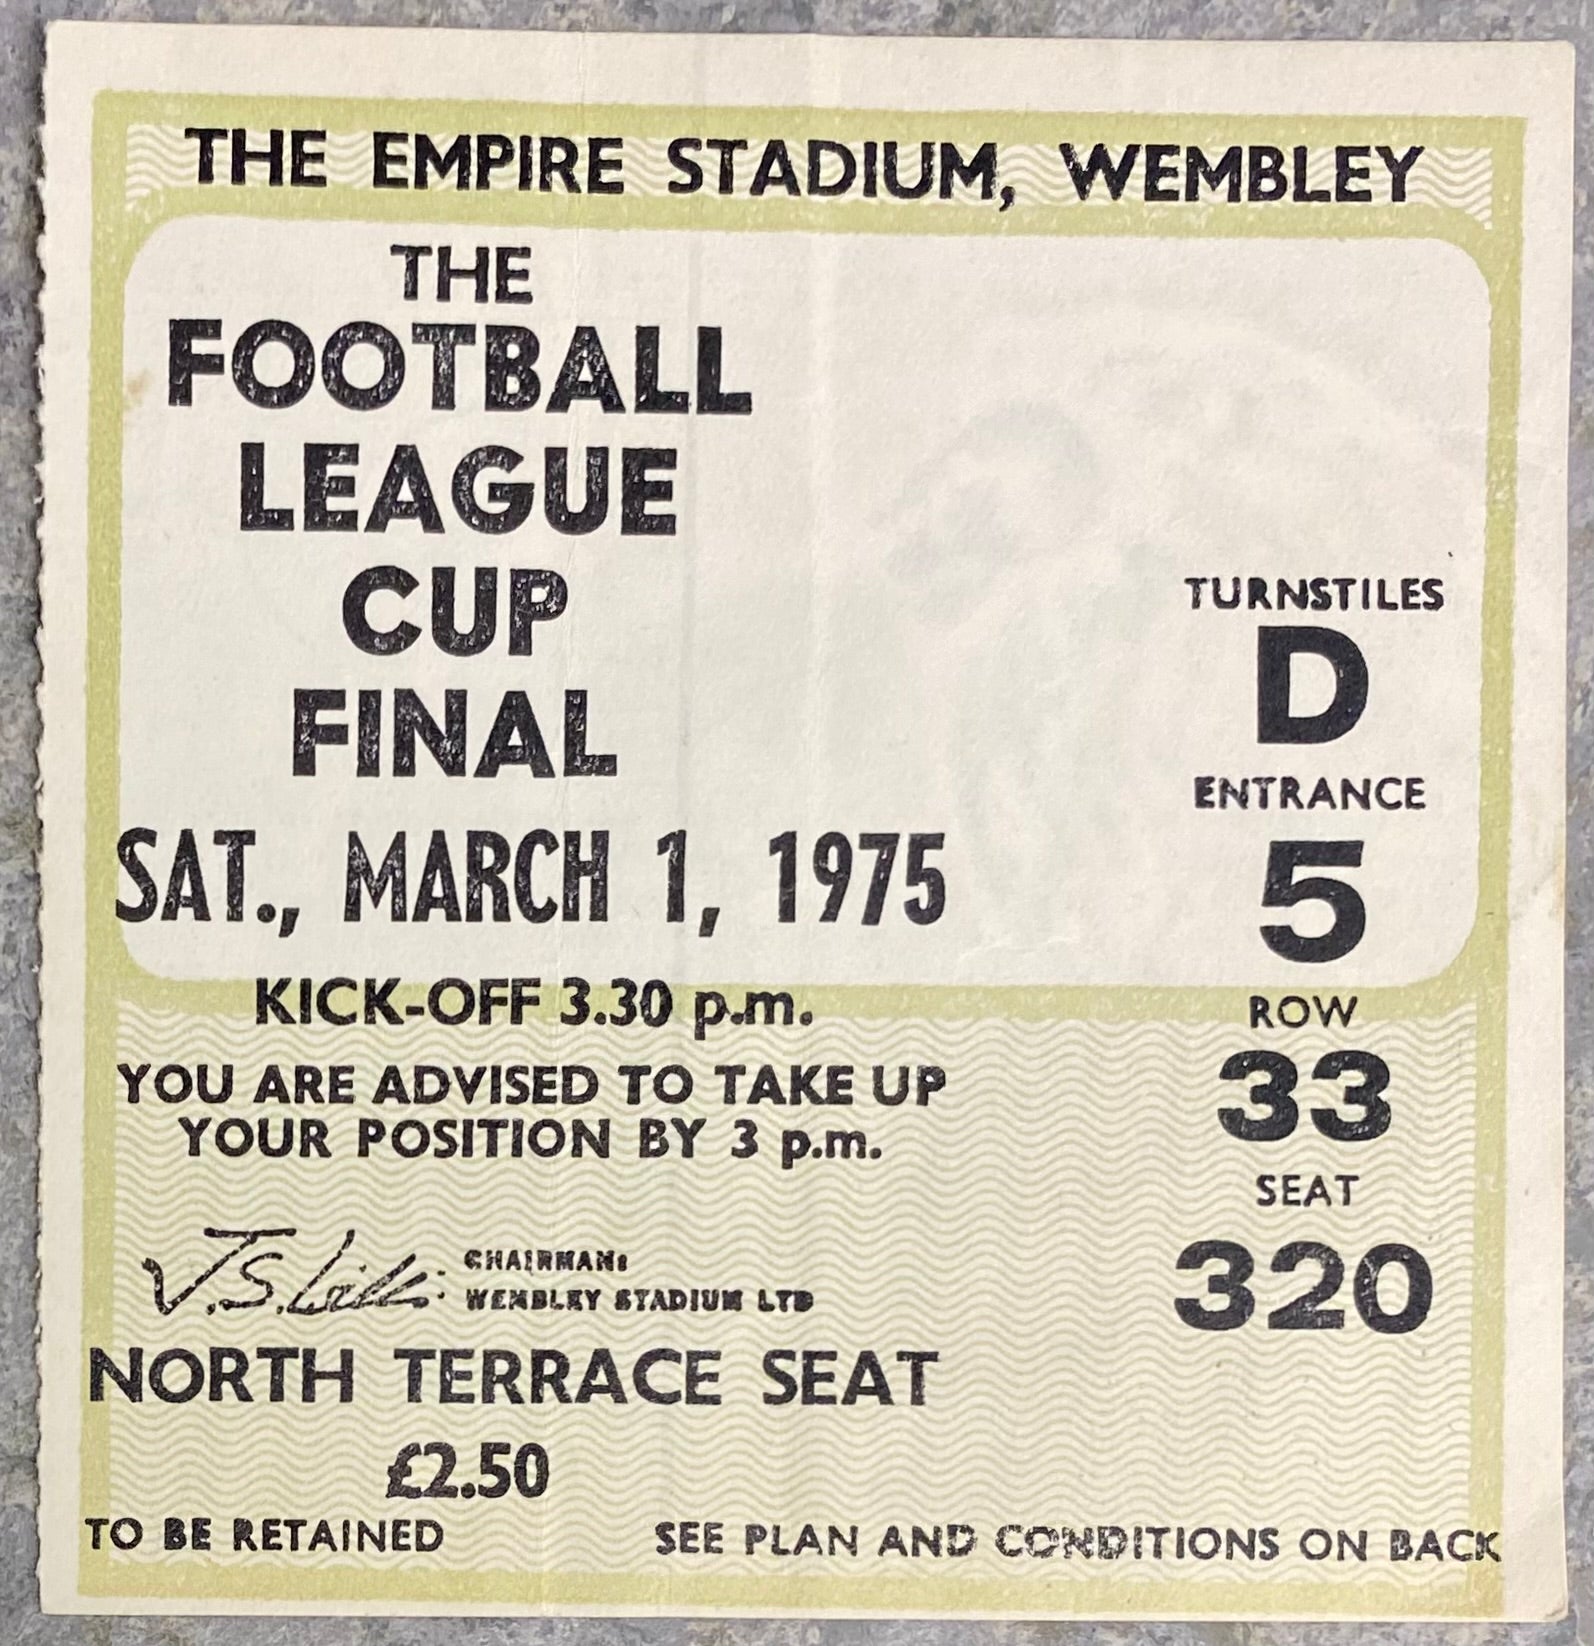 THE EMPIRE STADIUM, WEMBLEY
THE
FOOTBALL
LEAGUE
CUP
FINAL
SAT., MARCH 1, 1975
KICK-OFF 3.30 p.m.
YOU ARE ADVISED TO TAKE UP
YOUR POSITION BY 3 p.m.
CHAIRMAN:
WEMBLEY STADIUM LTD
NORTH TERRACE SEAT
£2.50
TO BE RETAINED
TURNSTILES
D
ENTRANCE
5
ROW
33
SEAT
320
SEE PLAN AND CONDITIONS ON BACK